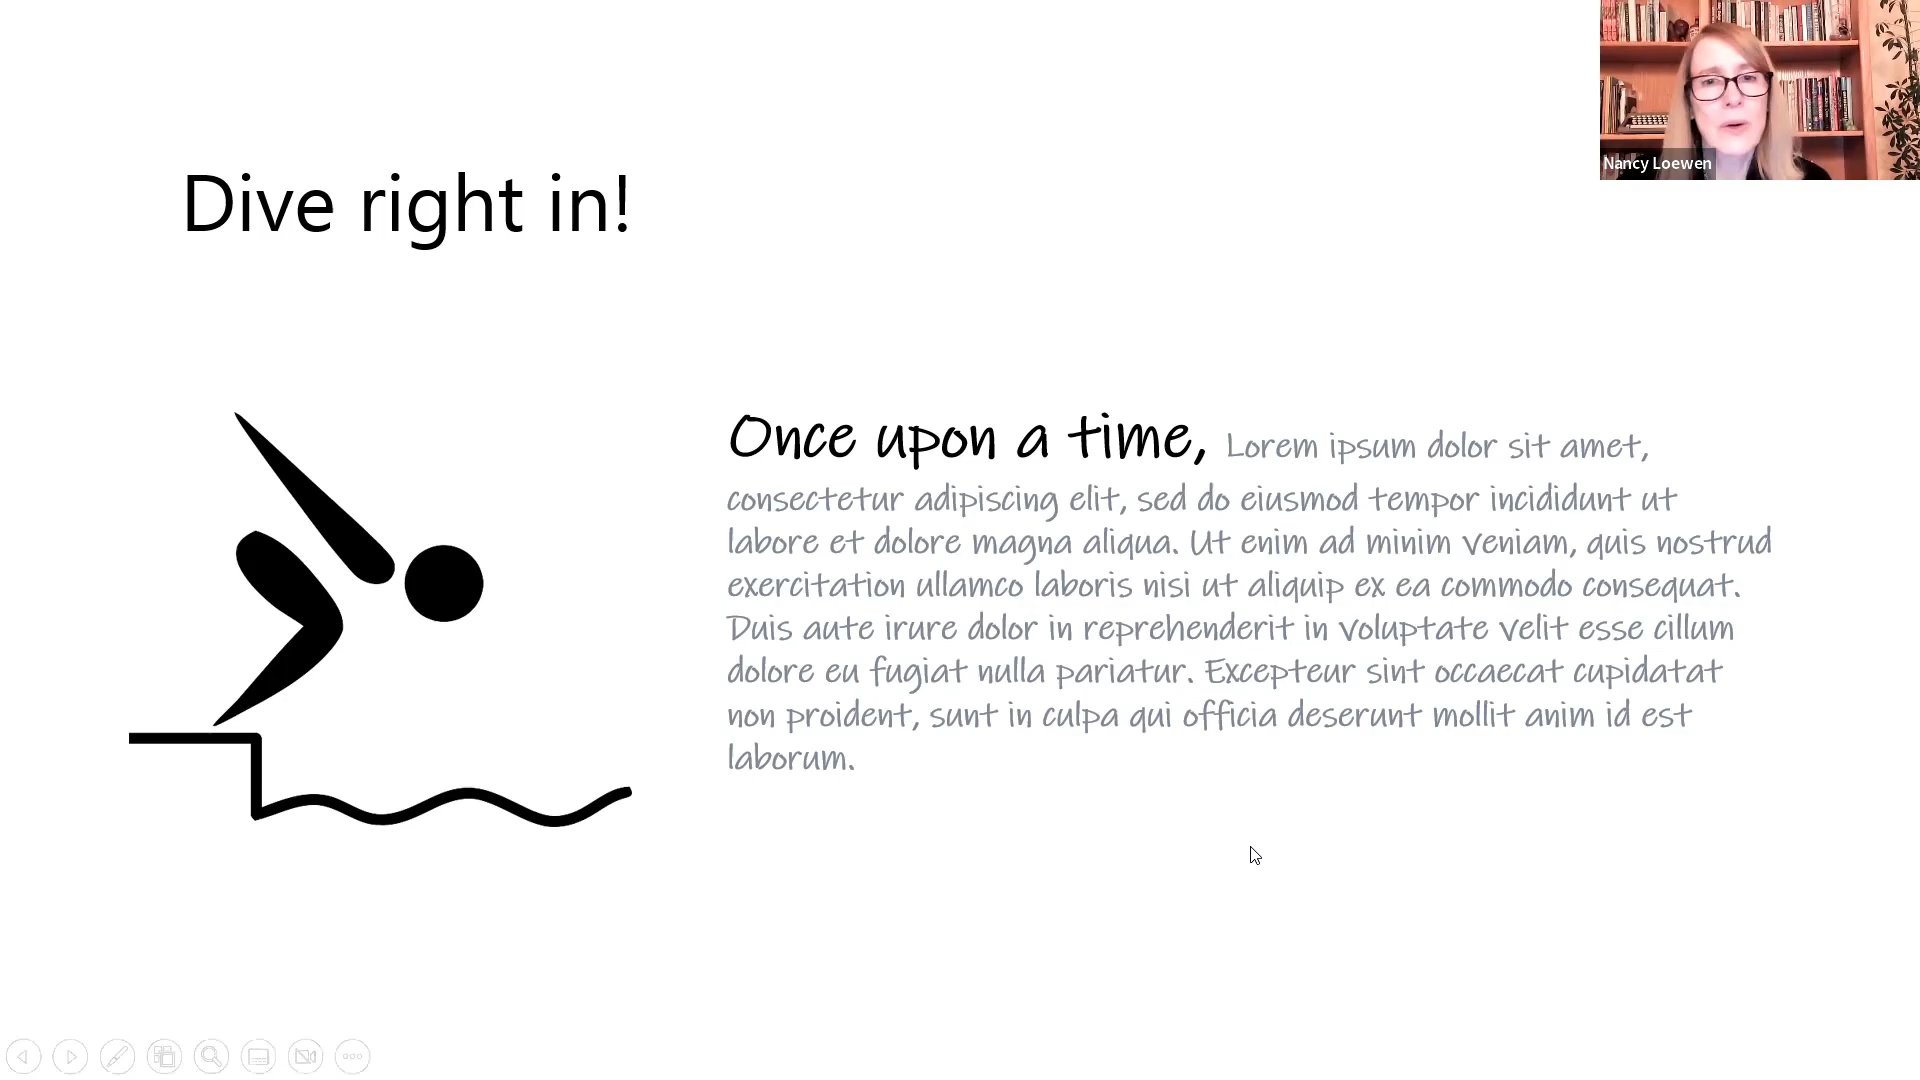 Nancy Loewen
Dive right in!
Once upon a time, Lorem ipsum dolor sit amet,
consectetur adipiscing elit, sed do eiusmod tempor incididunt ut
labore et dolore magna aliqua. Ut enim ad minim veniam, quis nostrud
exercitation ullamco laboris nisi ut aliquip ex ea commodo consequat.
Duis aute irure dolor in reprehenderit in voluptate velit esse cillum
dolore eu fugiat nulla pariatur. Excepteur sint occaecat cupidatat
non proident, sunt in culpa qui officia deserunt mollit anim id est
laborum.